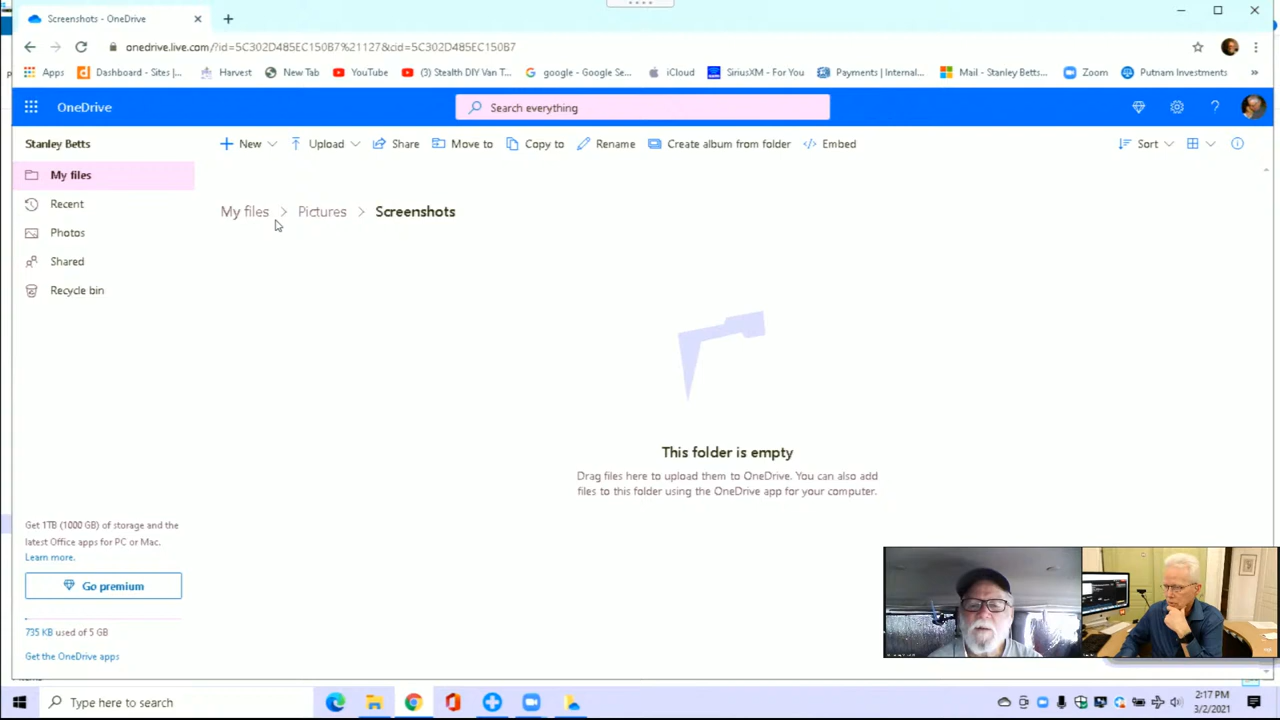 Screenshots - OneDrive
onedrive.live.com/?id=5C302D485EC150B7%21127&cid=5C302D485EC150B7
Apps Dashboard - Sites |... Harvest New Tab YouTube (3) Stealth DIY Van T... google - Google Se... iCloud SiriusXM - For You Payments | Internal... Mail - Stanley Betts... Zoom Putnam Investments »
OneDrive Search everything ?
Stanley Betts New Upload Share Move to Copy to Rename Create album from folder Embed Sort
My files
Recent
Photos
Shared
Recycle bin
My files > Pictures > Screenshots
This folder is empty
Drag files here to upload them to OneDrive. You can also add
files to this folder using the OneDrive app for your computer.
Get 1TB (1000 GB) of storage and the
latest Office apps for PC or Mac.
Learn more.
Go premium
735 KB used of 5 GB
Get the OneDrive apps
Type here to search
2:17 PM
3/2/2021